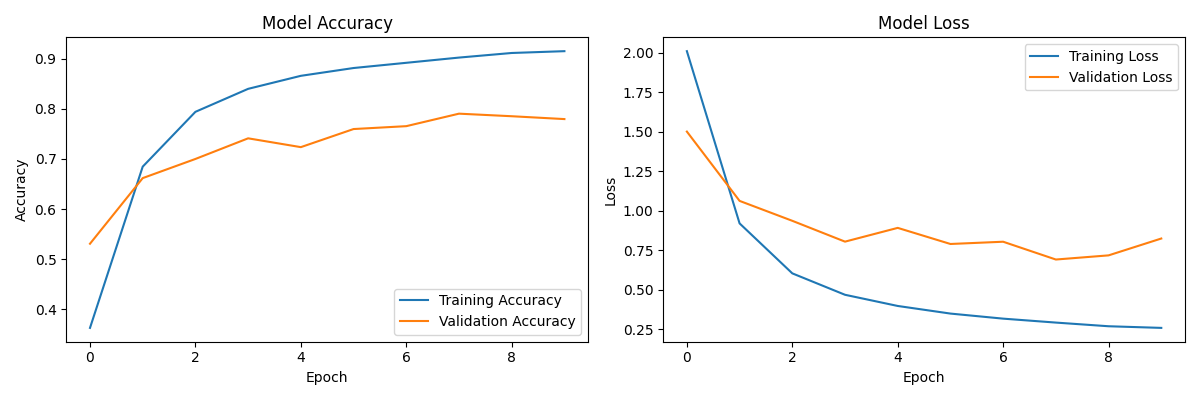 Model Accuracy
0.9
0.8
0.7
0.6
0.5
0.4
Accuracy
0 2 4 6 8
Epoch
Training Accuracy
Validation Accuracy
Model Loss
2.00
1.75
1.50
1.25
1.00
0.75
0.50
0.25
Loss
0 2 4 6 8
Epoch
Training Loss
Validation Loss